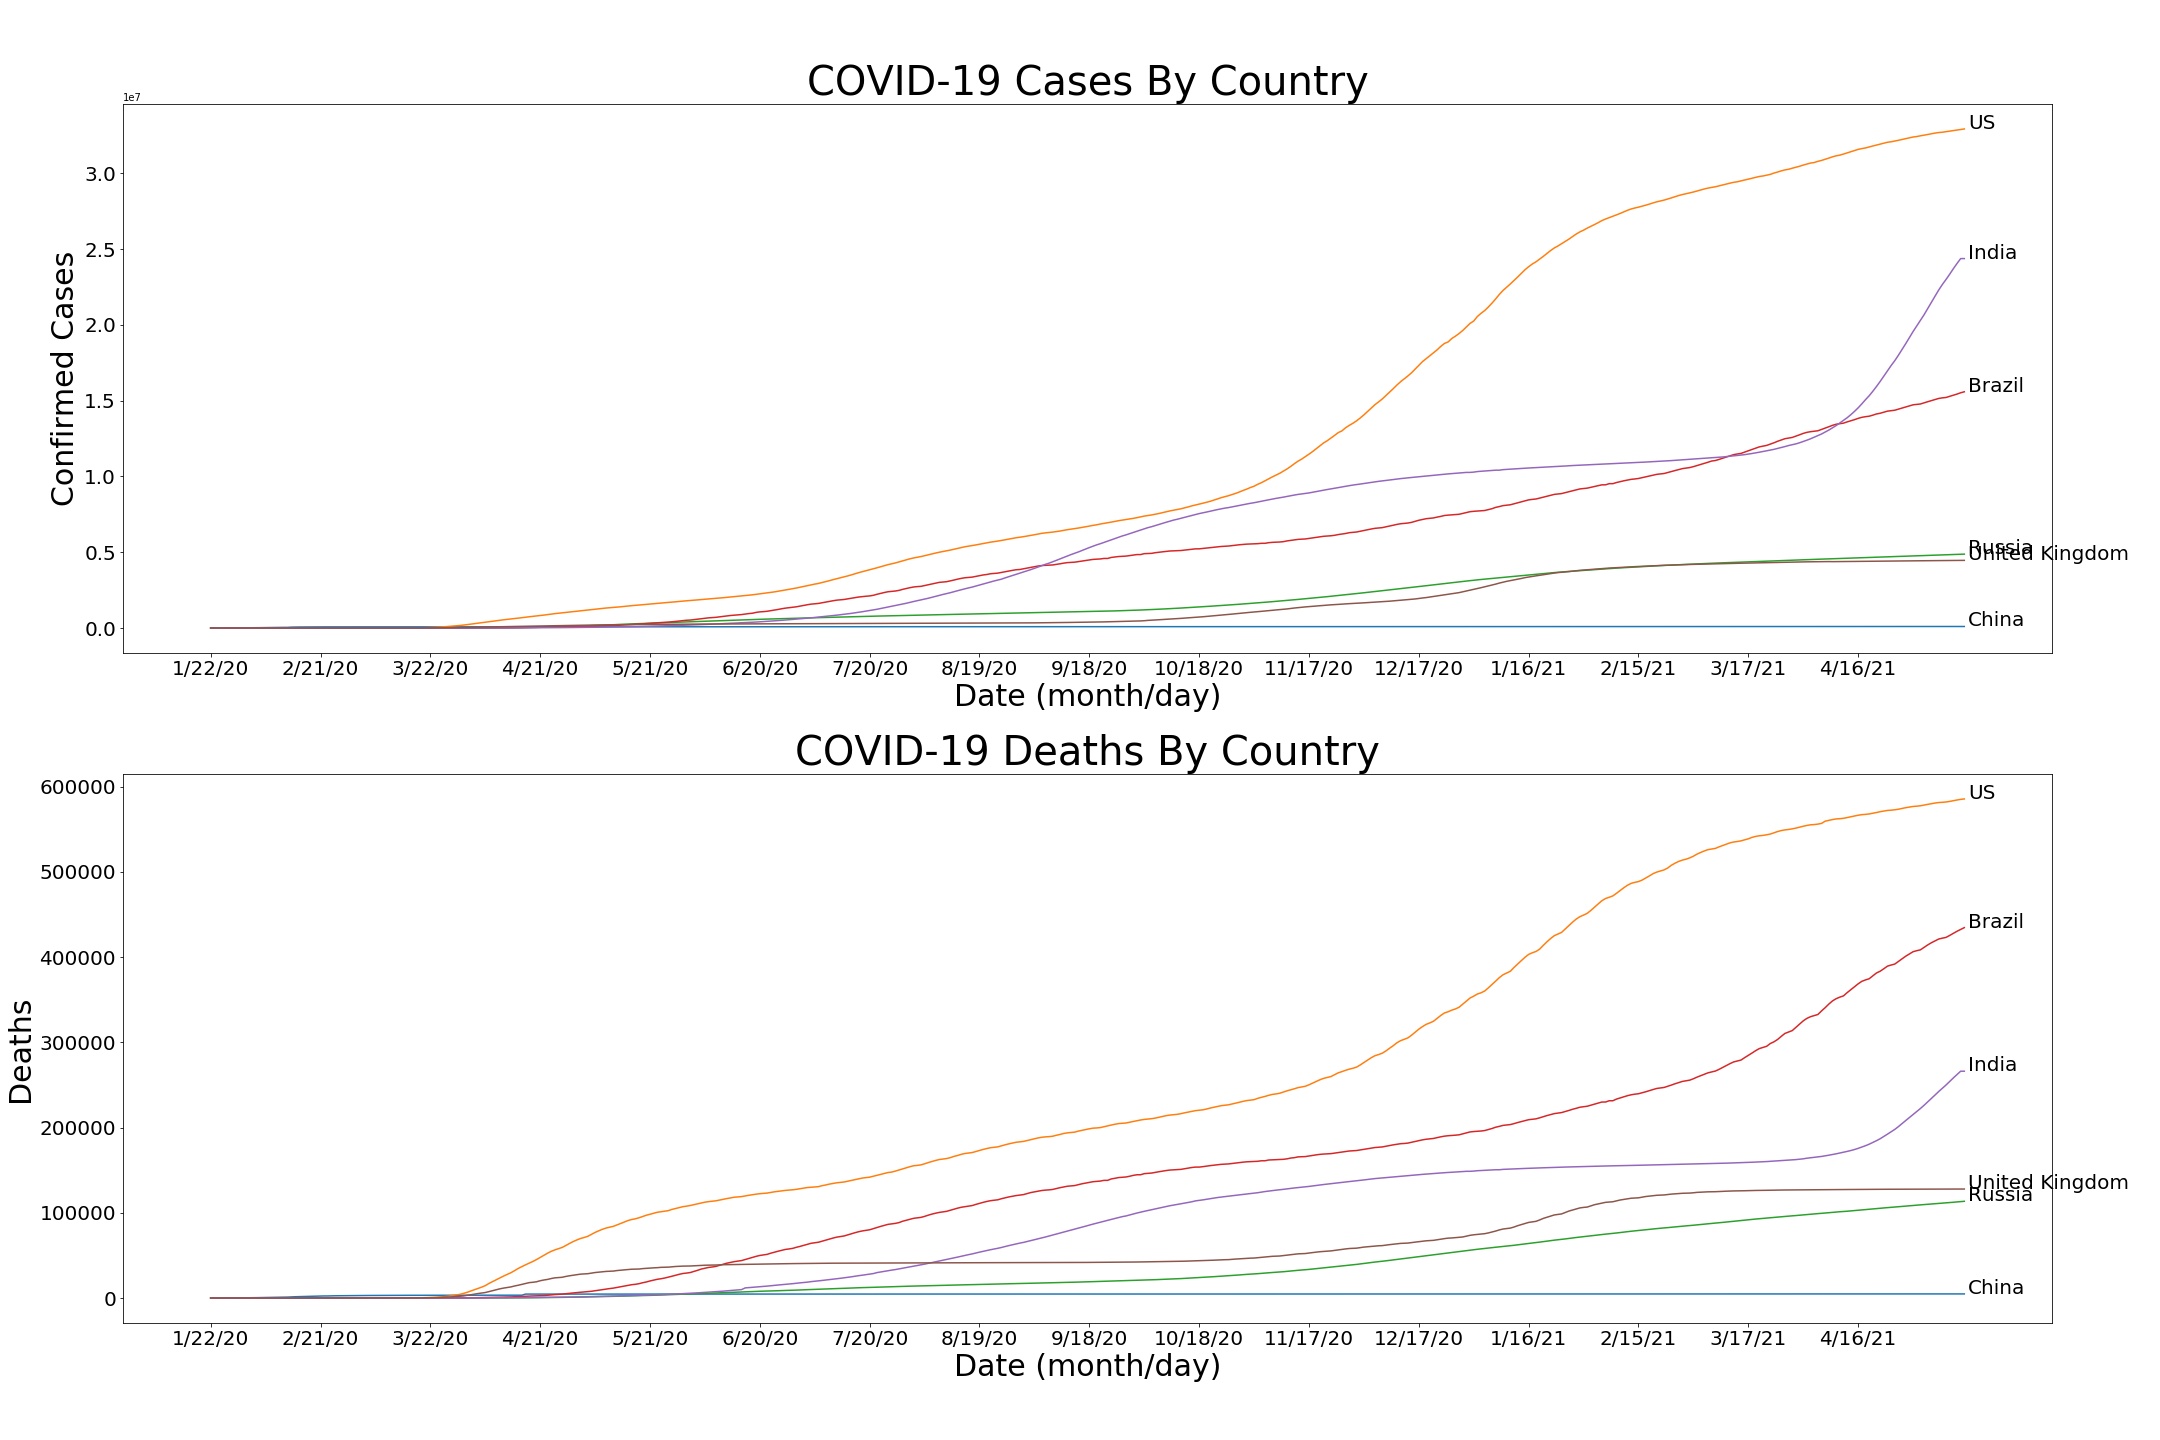 COVID-19 Cases By Country
1e7
US
3.0
2.5
India
2.0
Confirmed Cases
1.5
Brazil
1.0
0.5
Russia
United Kingdom
0.0
China
1/22/20 2/21/20 3/22/20 4/21/20 5/21/20 6/20/20 7/20/20 8/19/20 9/18/20 10/18/20 11/17/20 12/17/20 1/16/21 2/15/21 3/17/21 4/16/21
Date (month/day)
COVID-19 Deaths By Country
600000
US
500000
Brazil
400000
300000
Deaths
India
200000
United Kingdom
Russia
100000
China
0
1/22/20 2/21/20 3/22/20 4/21/20 5/21/20 6/20/20 7/20/20 8/19/20 9/18/20 10/18/20 11/17/20 12/17/20 1/16/21 2/15/21 3/17/21 4/16/21
Date (month/day)